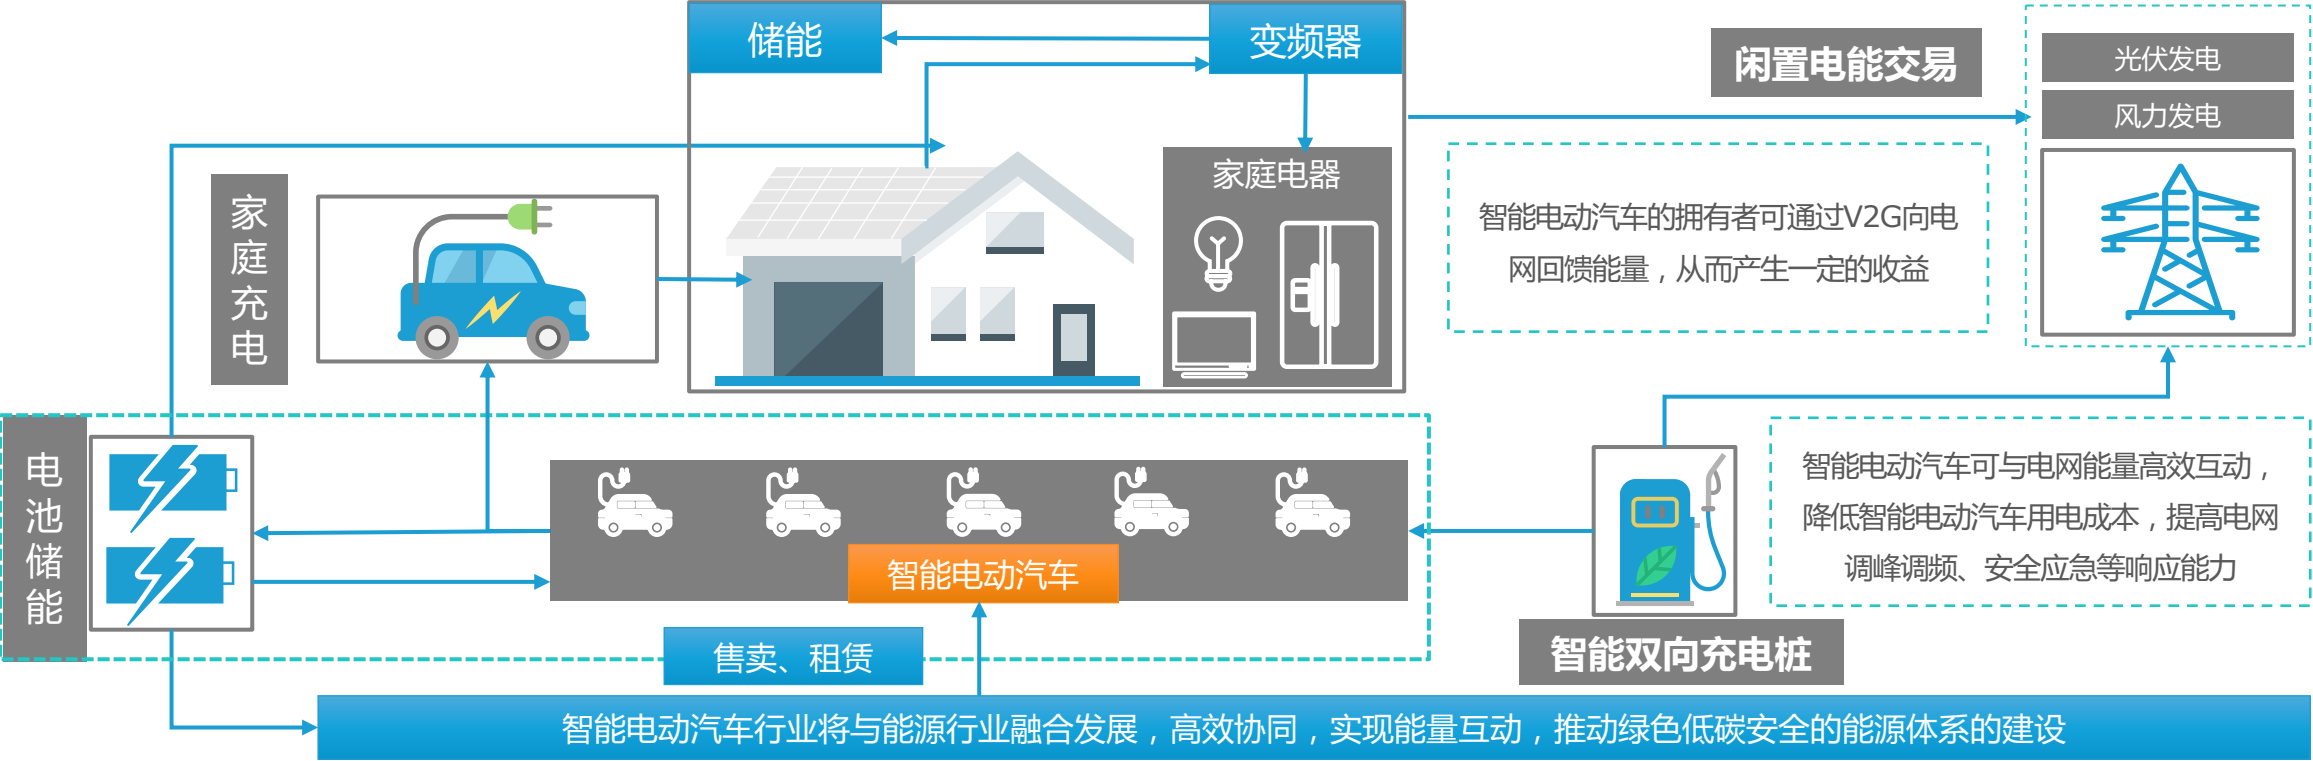 储能
变频器
闲置电能交易
光伏发电
风力发电
家庭充电
家庭电器
智能电动汽车的拥有者可通过V2G向电
网回馈能量，从而产生一定的收益
电池储能
智能电动汽车
智能电动汽车可与电网能量高效互动，
降低智能电动汽车用电成本，提高电网
调峰调频、安全应急等响应能力
售卖、租赁
智能双向充电桩
智能电动汽车行业将与能源行业融合发展，高效协同，实现能量互动，推动绿色低碳安全的能源体系的建设